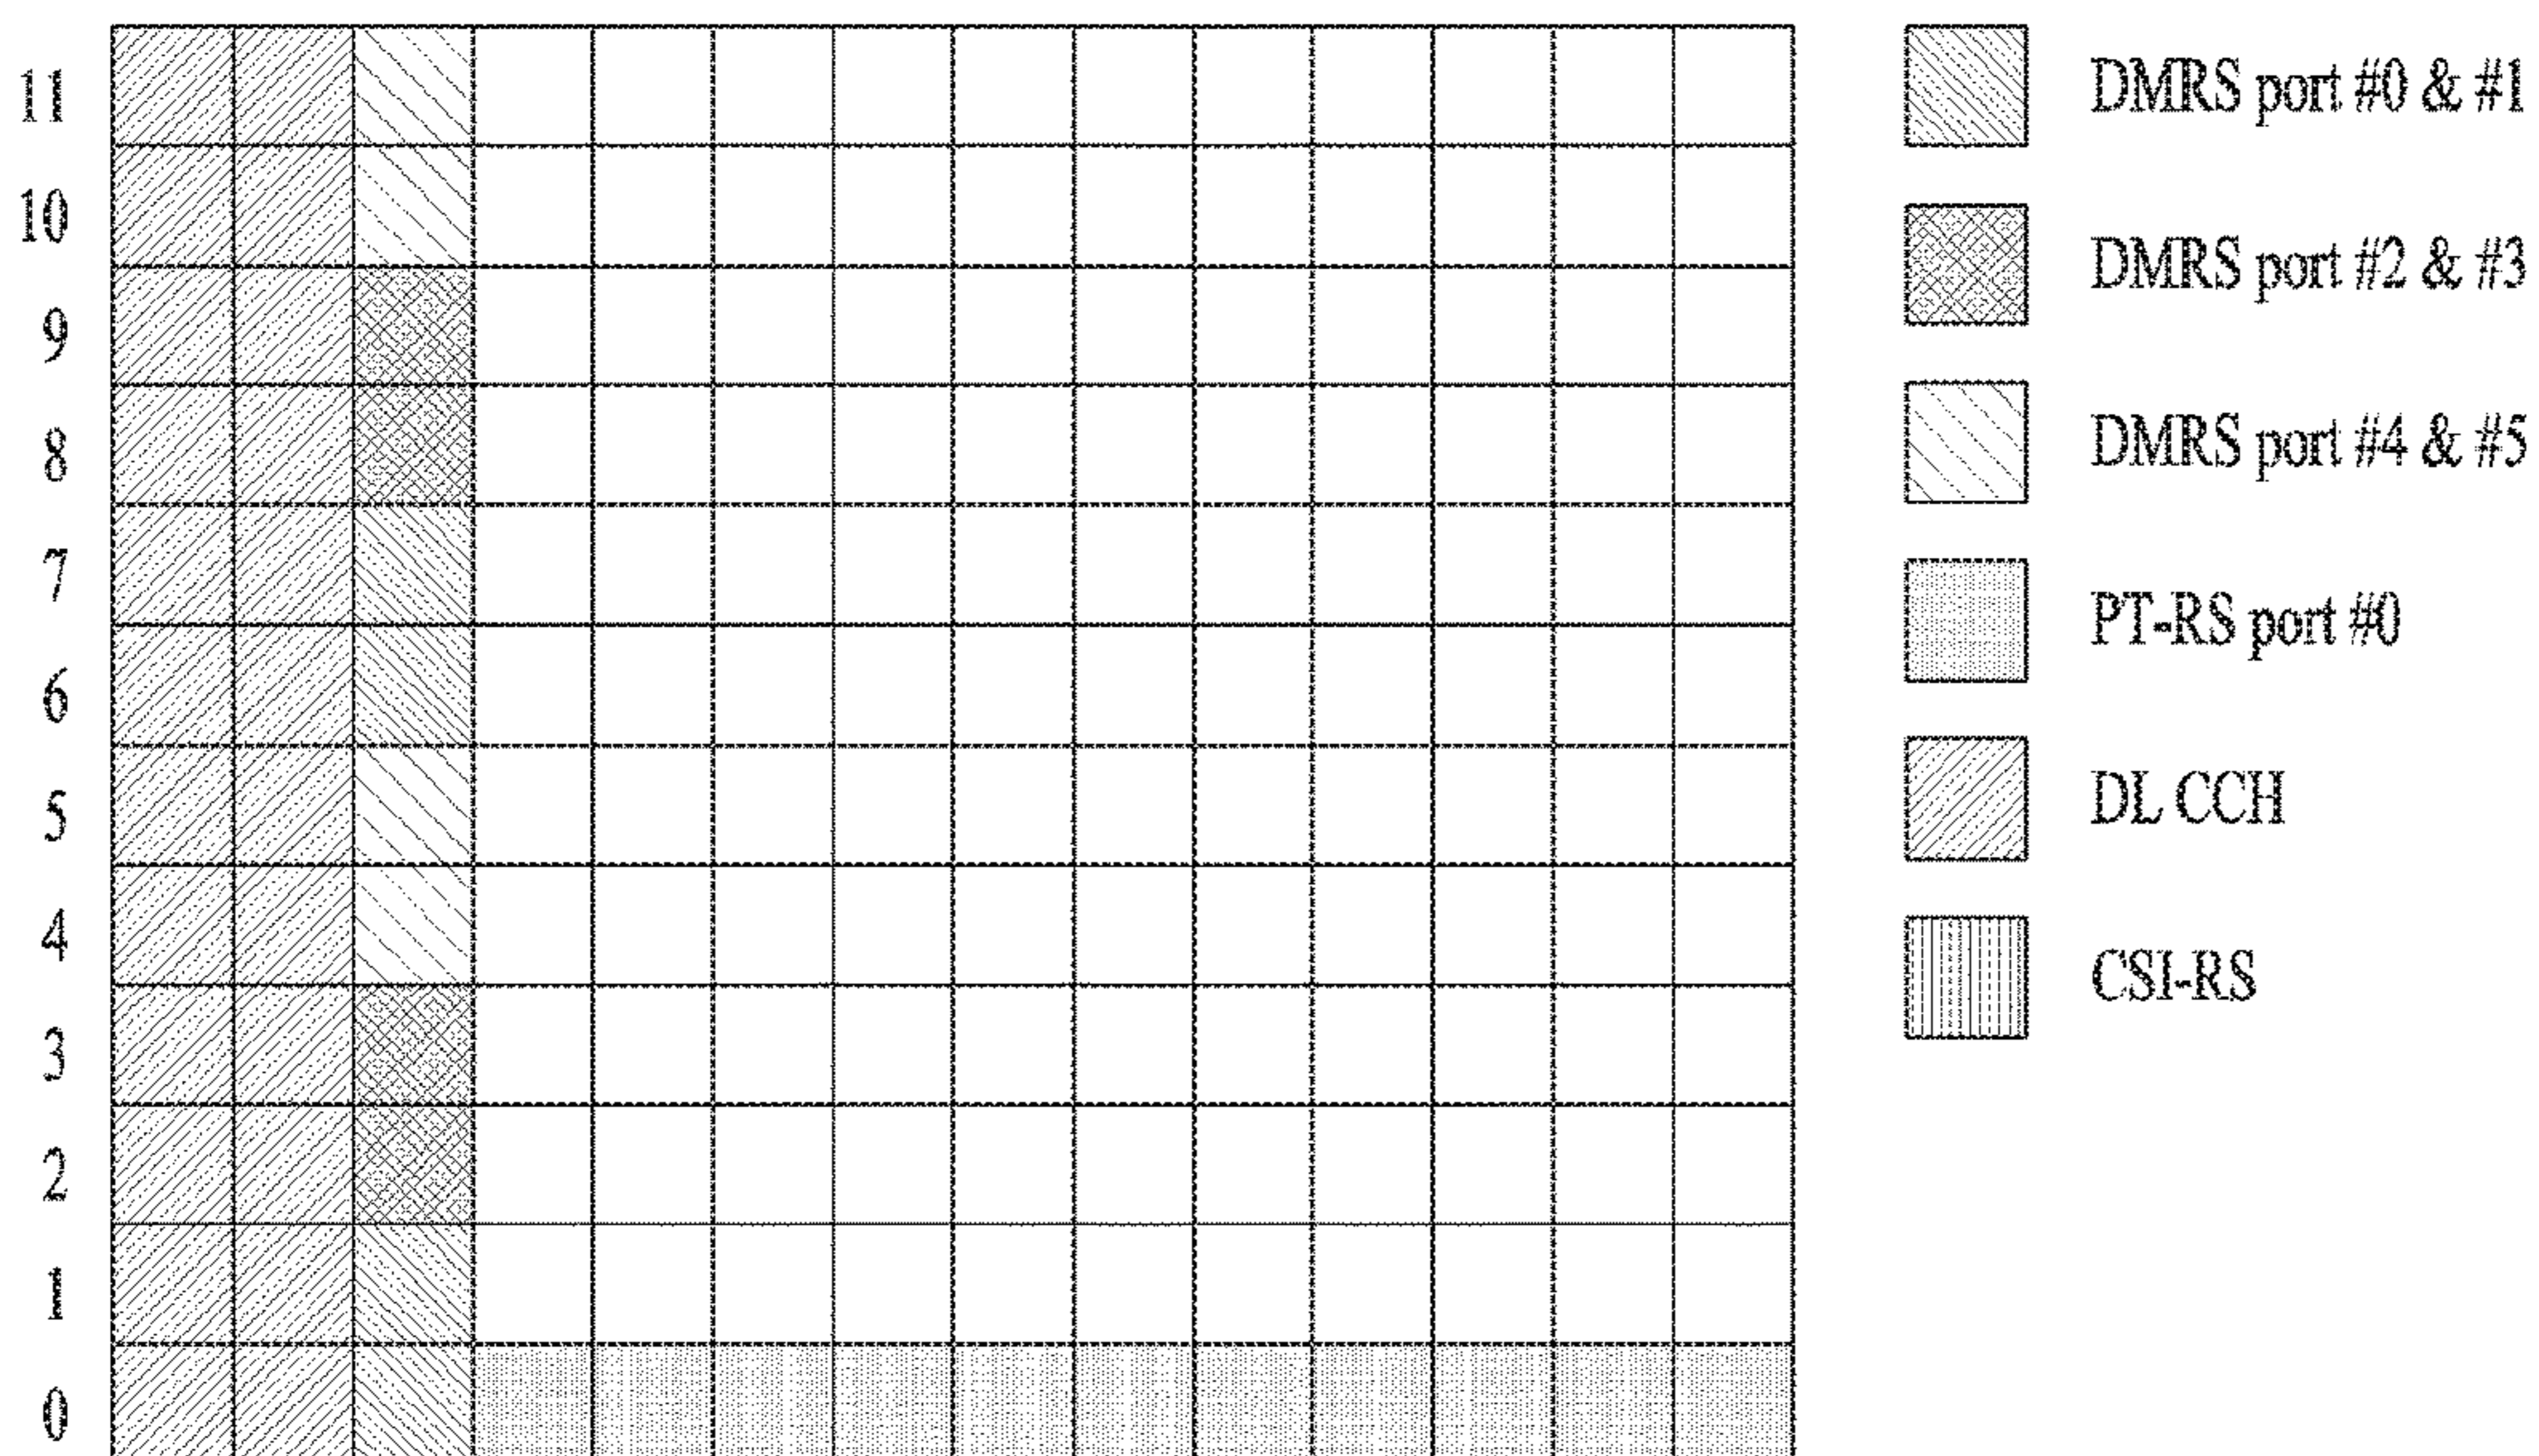 11
10
9
8
7
6
5
4
3
2
1
0
DMRS port #0 & #1
DMRS port #2 & #3
DMRS port #4 & #5
PT-RS port #0
DL CCH
CSI-RS